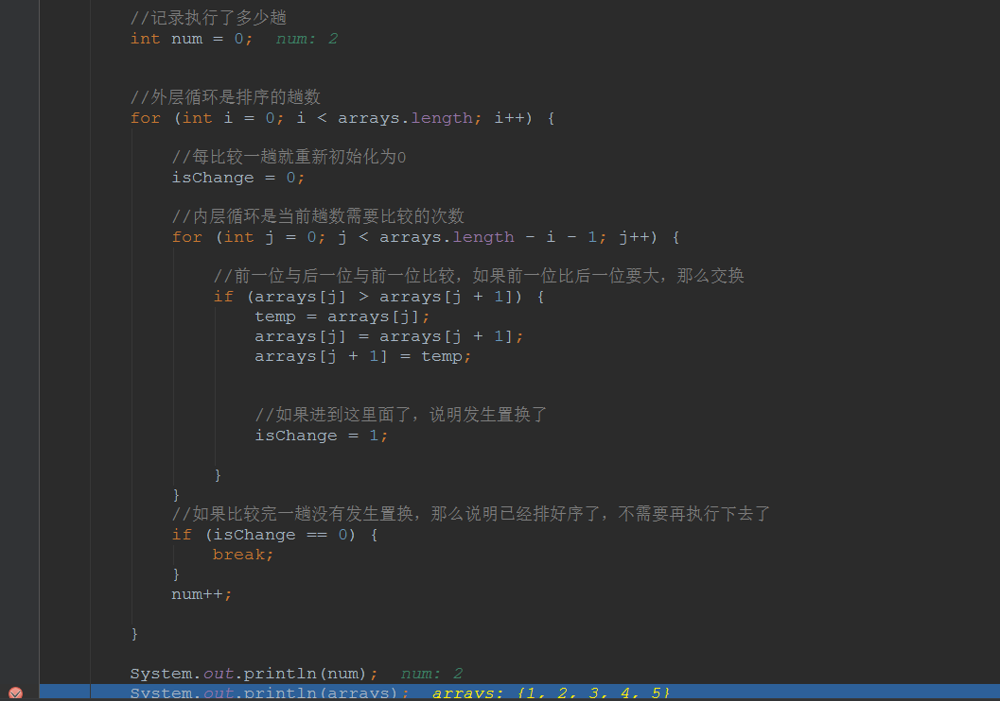 //记录执行了多少趟
int num = 0;  num: 2
//外层循环是排序的趟数
for (int i = 0; i < arrays.length; i++) {
//每比较一趟就重新初始化为0
isChange = 0;
//内层循环是当前趟数需要比较的次数
for (int j = 0; j < arrays.length - i - 1; j++) {
//前一位与后一位与前一位比较，如果前一位比后一位要大，那么交换
if (arrays[j] > arrays[j + 1]) {
temp = arrays[j];
arrays[j] = arrays[j + 1];
arrays[j + 1] = temp;
//如果进到这里面了，说明发生置换了
isChange = 1;
}
}
//如果比较完一趟没有发生置换，那么说明已经排好序了，不需要再执行下去了
if (isChange == 0) {
break;
}
num++;
}
System.out.println(num);  num: 2
System.out.println(arrays);  arrays: {1, 2, 3, 4, 5}